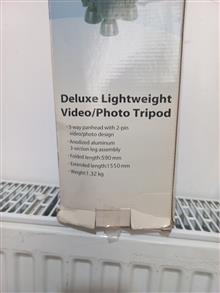 Deluxe Lightweight
Video/Photo Tripod
· 3-way panhead with 2-pin
video/photo design
· Anodized aluminum
3-section leg assembly
· Folded length:590 mm
· Extended length:1550 mm
· Weight:1.32 kg